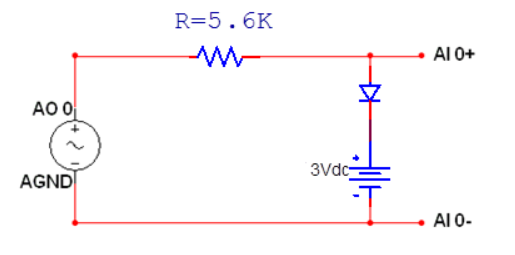 R=5.6K
AI 0+
AO 0
+
~
−
AGND
+
3Vdc
-
AI 0-